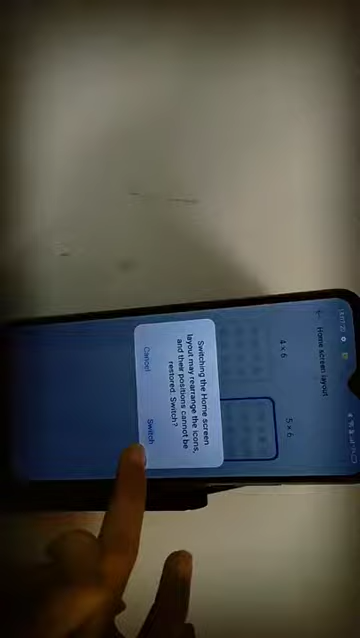 Home screen layout
4×6
5×6
Switching the Home screen
layout may rearrange the icons,
and their positions cannot be
restored. Switch?
Cancel
Switch